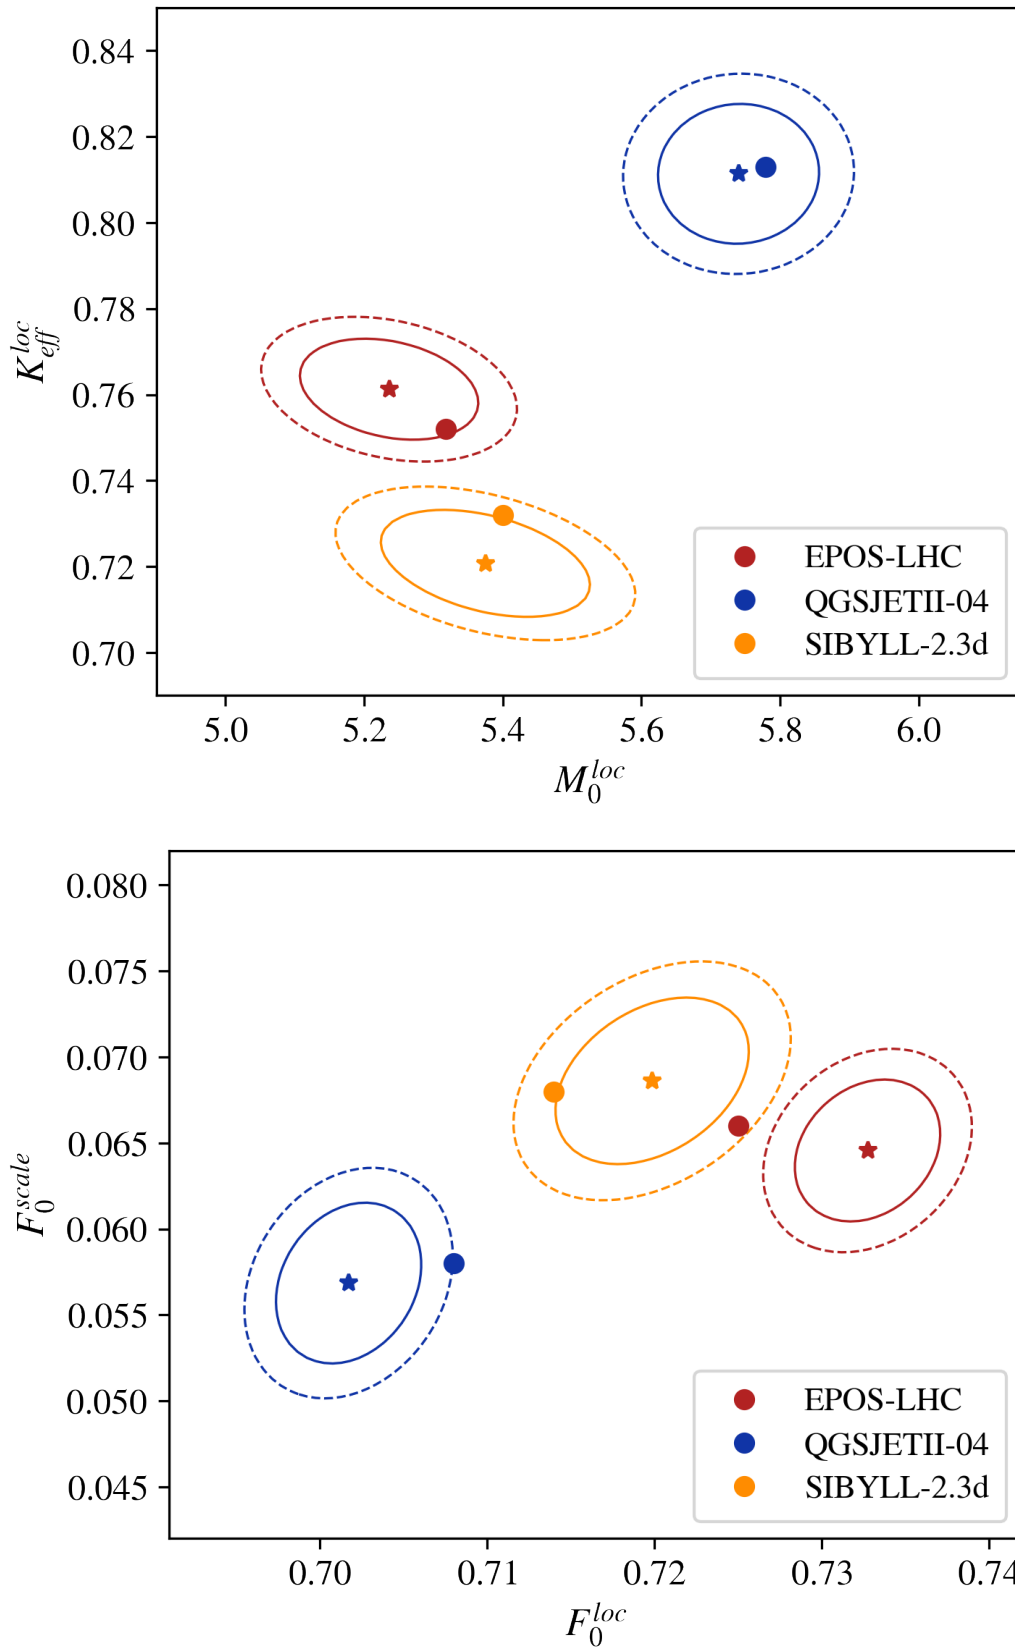 0.84
0.82
0.80
0.78
0.76
0.74
0.72
0.70
K_{eff}^{loc}
EPOS-LHC
QGSJETII-04
SIBYLL-2.3d
5.0 5.2 5.4 5.6 5.8 6.0
M_0^{loc}
0.080
0.075
0.070
0.065
0.060
0.055
0.050
0.045
F_0^{scale}
EPOS-LHC
QGSJETII-04
SIBYLL-2.3d
0.70 0.71 0.72 0.73 0.74
F_0^{loc}